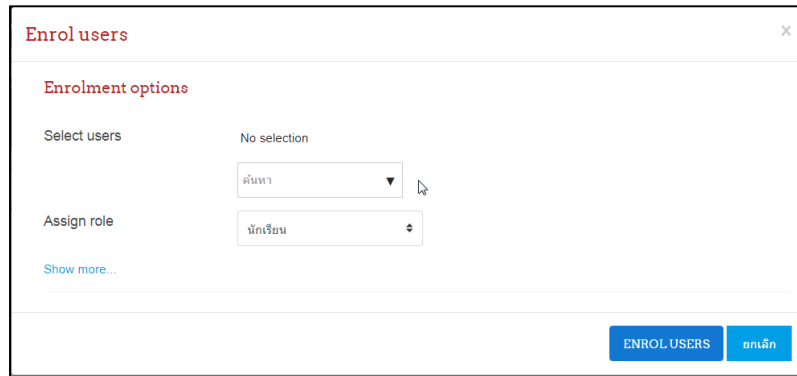 Enrol users
×
Enrolment options
Select users
No selection
ค้นหา ▼
Assign role
นักเรียน
Show more...
ENROL USERS
ยกเลิก